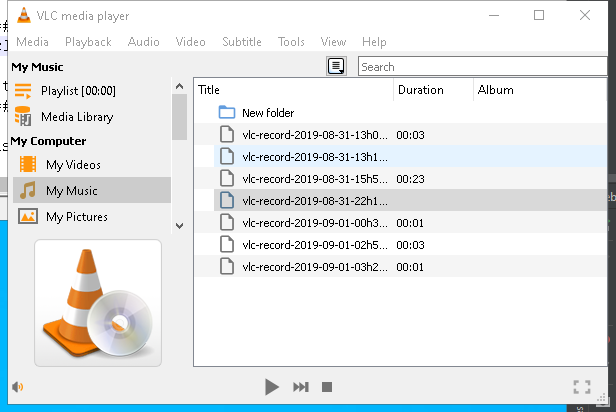 VLC media player
Media Playback Audio Video Subtitle Tools View Help
My Music
Search
Playlist [00:00]
Media Library
My Computer
My Videos
My Music
My Pictures
Title Duration Album
New folder
vlc-record-2019-08-31-13h0... 00:03
vlc-record-2019-08-31-13h1...
vlc-record-2019-08-31-15h5... 00:23
vlc-record-2019-08-31-22h1...
vlc-record-2019-09-01-00h3... 00:01
vlc-record-2019-09-01-02h5... 00:03
vlc-record-2019-09-01-03h2... 00:01